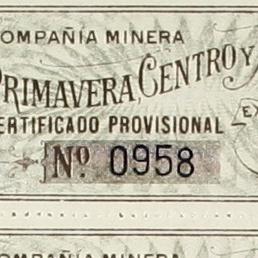 COMPAÑIA MINERA
PRIMAVERA, CENTRO Y
CERTIFICADO PROVISIONAL
Nº 0958
COMPAÑIA MINERA